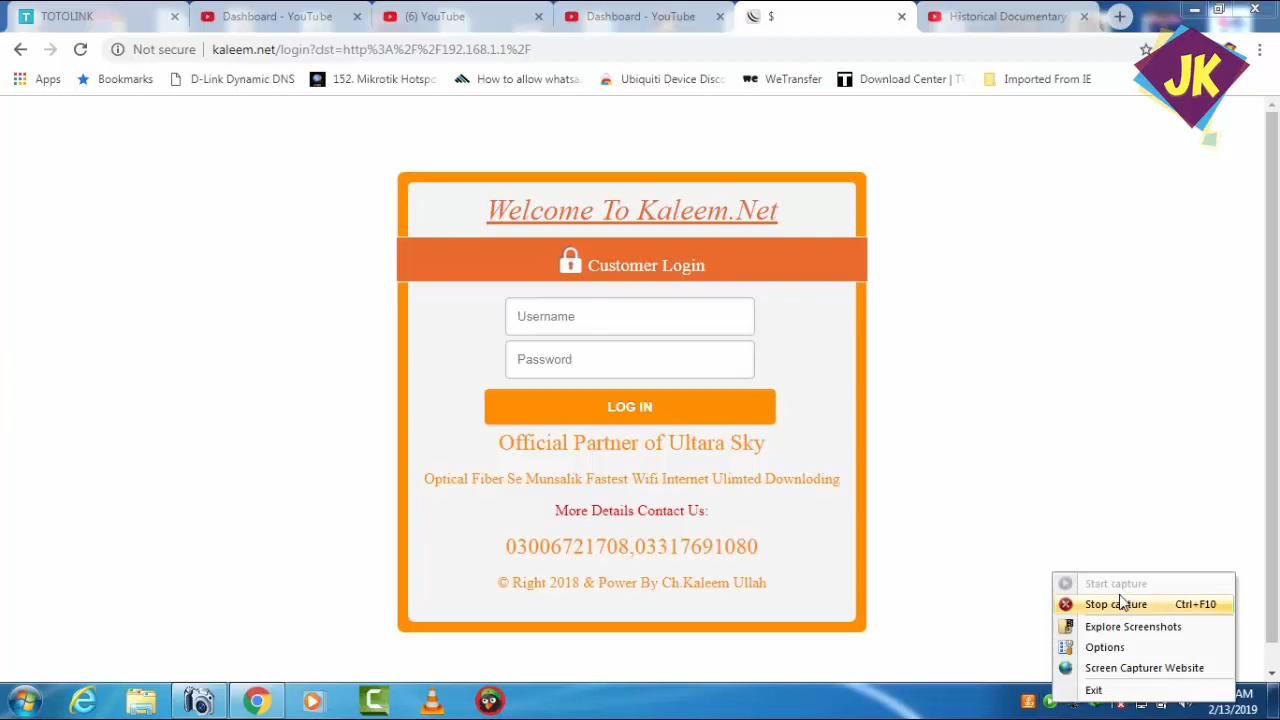 TOTOLINK
Dashboard - YouTube
(6) YouTube
Dashboard - YouTube
$
Historical Documentary
Not secure
kaleem.net/login?dst=http%3A%2F%2F192.168.1.1%2F
Apps
Bookmarks
D-Link Dynamic DNS
152. Mikrotik Hotspo
How to allow whatsa
Ubiquiti Device Disc
we WeTransfer
Download Center | T
Imported From IE
JK
Welcome To Kaleem.Net
Customer Login
Username
Password
LOG IN
Official Partner of Ultara Sky
Optical Fiber Se Munsalik Fastest Wifi Internet Ulimted Downloding
More Details Contact Us:
03006721708,03317691080
© Right 2018 & Power By Ch.Kaleem Ullah
Start capture
Stop capture Ctrl+F10
Explore Screenshots
Options
Screen Capturer Website
Exit
AM
2/13/2019